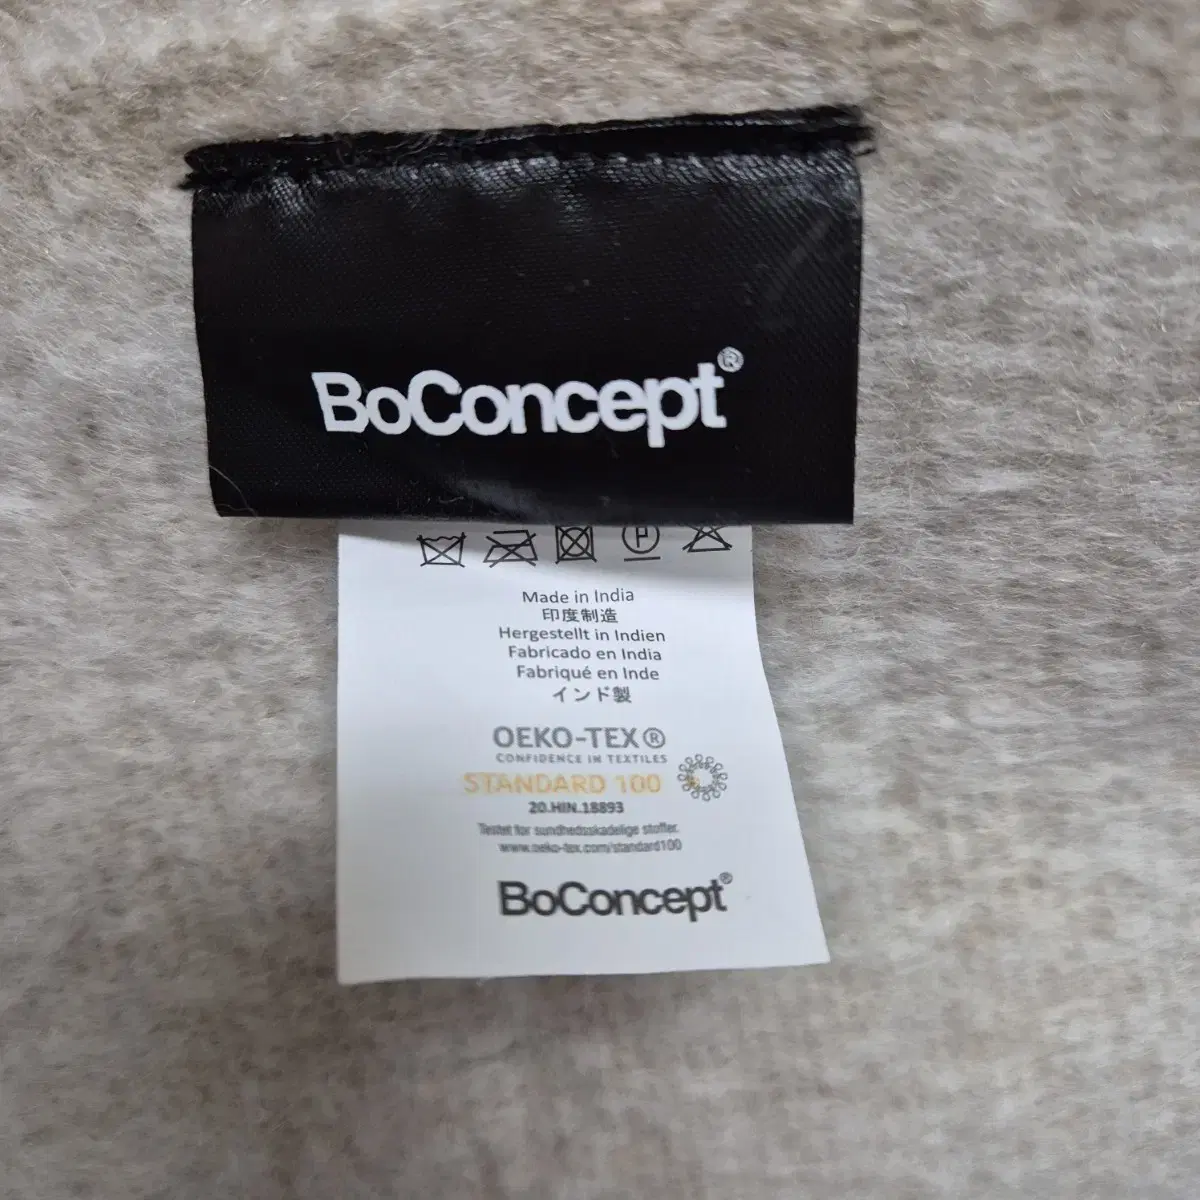 BoConcept®
P
Made in India
印度制造
Hergestellt in Indien
Fabricado en India
Fabriqué en Inde
インド製
OEKO-TEX®
CONFIDENCE IN TEXTILES
STANDARD 100
20.HIN.18893
Testet for sundhedsskadelige stoffer.
www.oeko-tex.com/standard100
BoConcept®